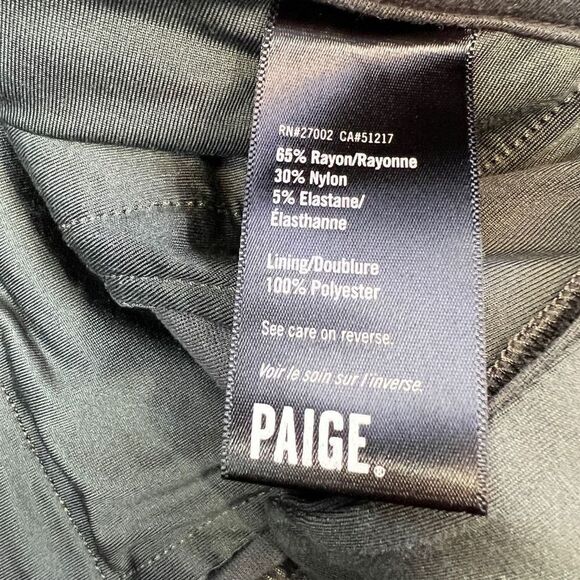 RN#27002 CA#51217
65% Rayon/Rayonne
30% Nylon
5% Elastane/
Élasthanne
Lining/Doublure
100% Polyester
See care on reverse.
Voir le soin sur l'inverse.
PAIGE®